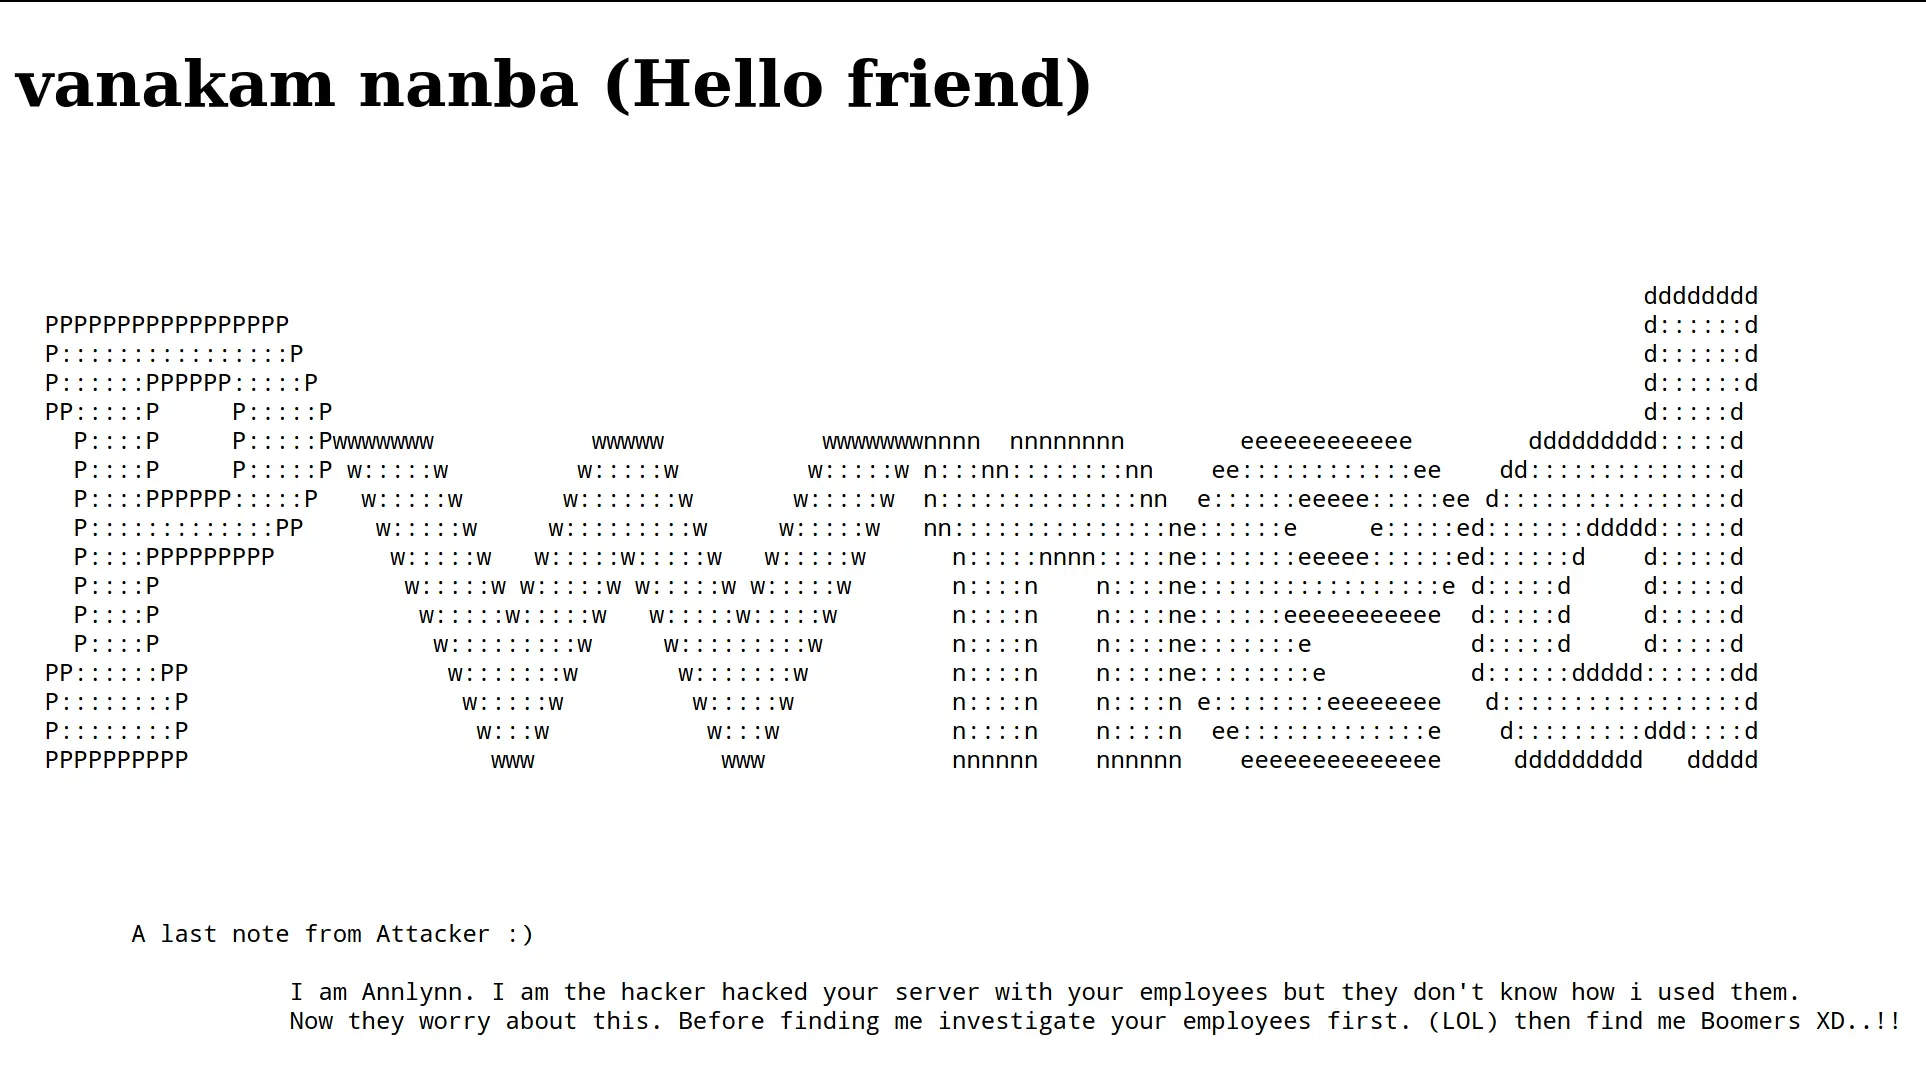 vanakam nanba (Hello friend)
                                                                                                               dddddddd
PPPPPPPPPPPPPPPPP                                                                                              d::::::d
P::::::::::::::::P                                                                                             d::::::d
P::::::PPPPPP:::::P                                                                                            d::::::d
PP:::::P     P:::::P                                                                                           d:::::d
  P::::P     P:::::Pwwwwwww           wwwww           wwwwwwwnnnn  nnnnnnnn        eeeeeeeeeeee        ddddddddd:::::d
  P::::P     P:::::P w:::::w         w:::::w         w:::::w n:::nn::::::::nn    ee::::::::::::ee    dd::::::::::::::d
  P::::PPPPPP:::::P   w:::::w       w:::::::w       w:::::w  n::::::::::::::nn  e::::::eeeee:::::ee d::::::::::::::::d
  P:::::::::::::PP     w:::::w     w:::::::::w     w:::::w   nn:::::::::::::::ne::::::e     e:::::ed:::::::ddddd:::::d
  P::::PPPPPPPPP        w:::::w   w:::::w:::::w   w:::::w      n:::::nnnn:::::ne:::::::eeeee::::::ed::::::d    d:::::d
  P::::P                 w:::::w w:::::w w:::::w w:::::w       n::::n    n::::ne:::::::::::::::::e d:::::d     d:::::d
  P::::P                  w:::::w:::::w   w:::::w:::::w        n::::n    n::::ne::::::eeeeeeeeeee  d:::::d     d:::::d
  P::::P                   w:::::::::w     w:::::::::w         n::::n    n::::ne:::::::e           d:::::d     d:::::d
PP::::::PP                  w:::::::w       w:::::::w          n::::n    n::::ne::::::::e          d::::::ddddd::::::dd
P::::::::P                   w:::::w         w:::::w           n::::n    n::::n e::::::::eeeeeeee   d:::::::::::::::::d
P::::::::P                    w:::w           w:::w            n::::n    n::::n  ee:::::::::::::e    d:::::::::ddd::::d
PPPPPPPPPP                     www             www             nnnnnn    nnnnnn    eeeeeeeeeeeeee     ddddddddd   ddddd
A last note from Attacker :)
I am Annlynn. I am the hacker hacked your server with your employees but they don't know how i used them.
Now they worry about this. Before finding me investigate your employees first. (LOL) then find me Boomers XD..!!